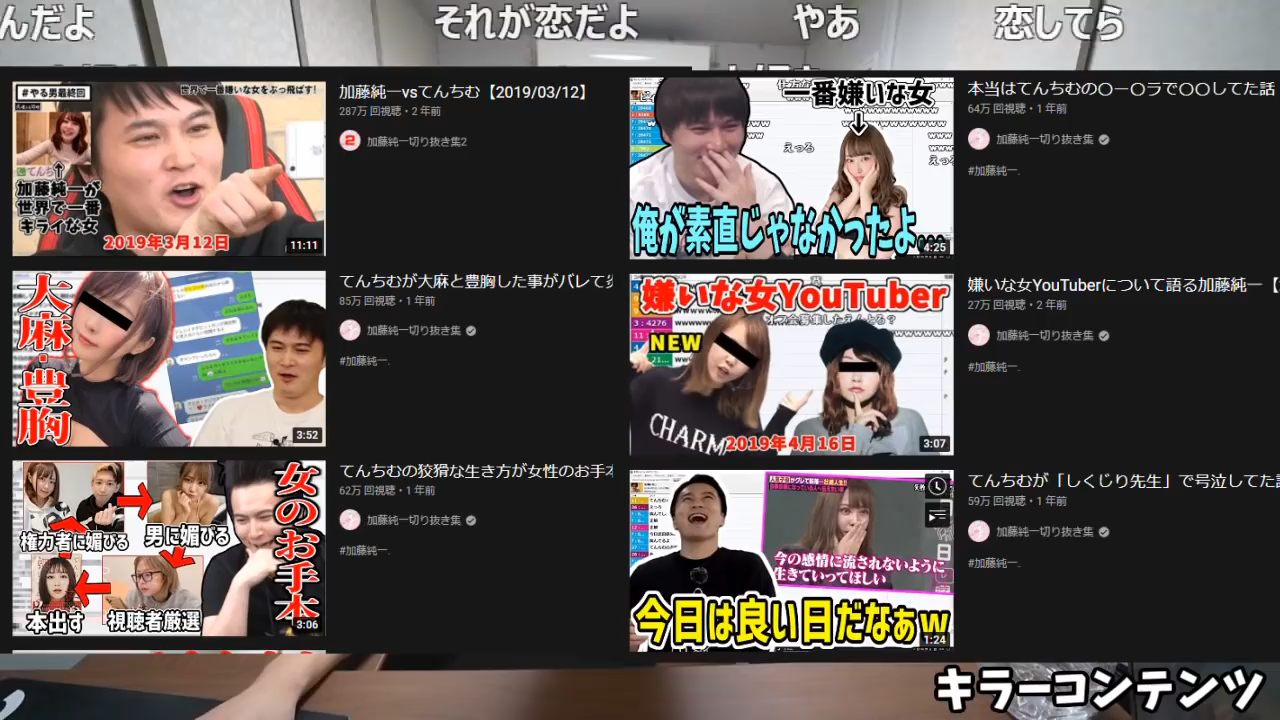 んだよ
それが恋だよ
やあ
恋してら
#やる男最終回
世界で一番嫌いな女をぶっ飛ばす!
てんち
加藤純一が
世界で一番
キライな女
2019年3月12日
11:11
加藤純一vsてんちむ【2019/03/12】
287万 回視聴・2 年前
2
加藤純一切り抜き集2
大麻・豊胸
3:52
てんちむが大麻と豊胸した事がバレて
85万 回視聴・1 年前
加藤純一切り抜き集
#加藤純一.
権力者に媚びる
男に媚びる
本出す
視聴者厳選
女のお手本
3:06
てんちむの狡猾な生き方が女性のお手本
62万 回視聴・1 年前
加藤純一切り抜き集
#加藤純一.
一番嫌いな女
えっろ
俺が素直じゃなかったよ…
4:25
本当はてんちむの〇ー〇ラで〇〇してた話
64万 回視聴・1 年前
加藤純一切り抜き集
#加藤純一.
嫌いな女YouTuber
3 : 4276
NEW
CHARM
2019年4月16日
3:07
嫌いな女YouTuberについて語る加藤純一【
27万 回視聴・2 年前
加藤純一切り抜き集
#加藤純一.
今の感情に流されないように
生きていってほしい
今日は良い日だなぁw
1:24
てんちむが「しくじり先生」で号泣してた
59万 回視聴・1 年前
加藤純一切り抜き集
#加藤純一.
キラーコンテンツ